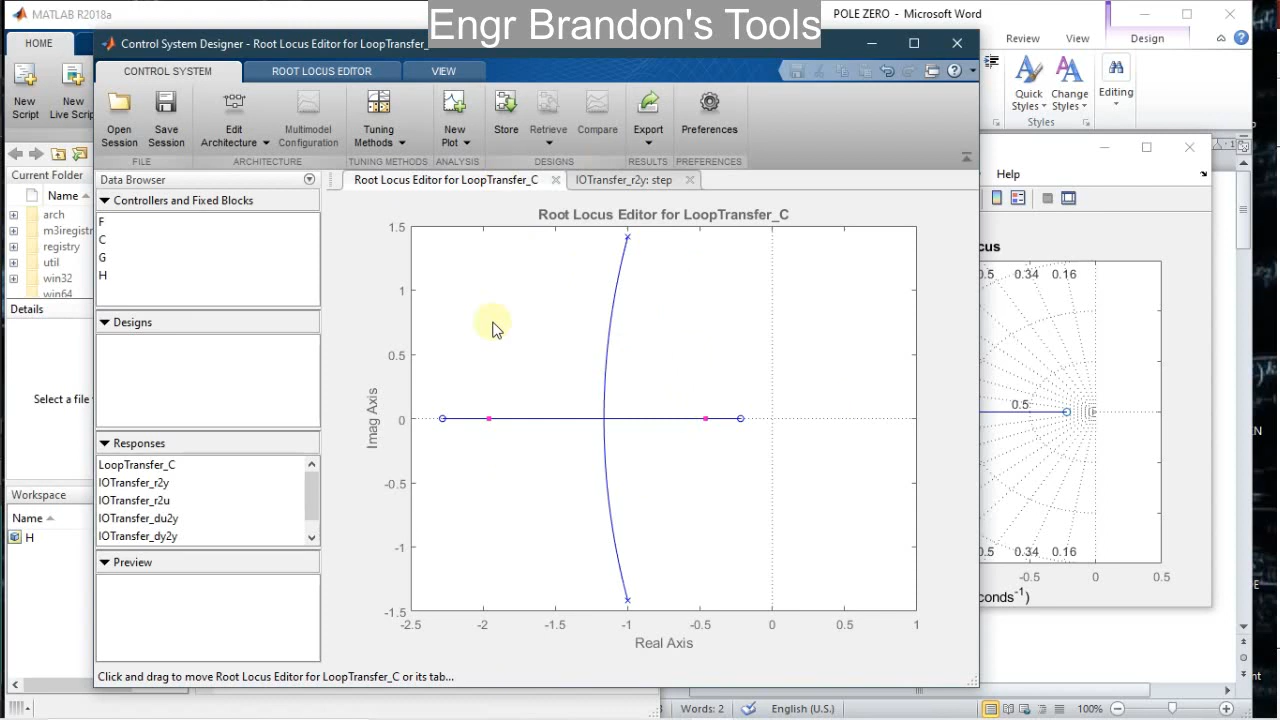 MATLAB R2018a
Engr Brandon's Tools
POLE ZERO - Microsoft Word
HOME
Control System Designer - Root Locus Editor for LoopTransfer_
Review
View
Design
CONTROL SYSTEM
ROOT LOCUS EDITOR
VIEW
New
Script
New
Live Scrip
Open
Session
Save
Session
Edit
Architecture
Multimodel
Configuration
Tuning
Methods
New
Plot
Store
Retrieve
Compare
Export
Preferences
Quick
Styles
Change
Styles
Editing
Styles
FILE
ARCHITECTURE
TUNING METHODS
ANALYSIS
DESIGNS
RESULTS
PREFERENCES
Current Folder
Name
arch
m3iregistr
registry
util
win32
win64
Details
Select a file
Workspace
Name
H
Data Browser
Controllers and Fixed Blocks
F
C
G
H
Designs
Responses
LoopTransfer_C
IOTransfer_r2y
IOTransfer_r2u
IOTransfer_du2y
IOTransfer_dy2y
Preview
Root Locus Editor for LoopTransfer_C
IOTransfer_r2y: step
Root Locus Editor for LoopTransfer_C
1.5
1
0.5
0
-0.5
-1
-1.5
Imag Axis
-2.5
-2
-1.5
-1
-0.5
0
0.5
1
Real Axis
Click and drag to move Root Locus Editor for LoopTransfer_C or its tab...
Help
cus
0.5
0.34
0.16
0.5
0.5
0.34
0.16
-0.5
0
0.5
conds-1)
Words: 2
English (U.S.)
100%